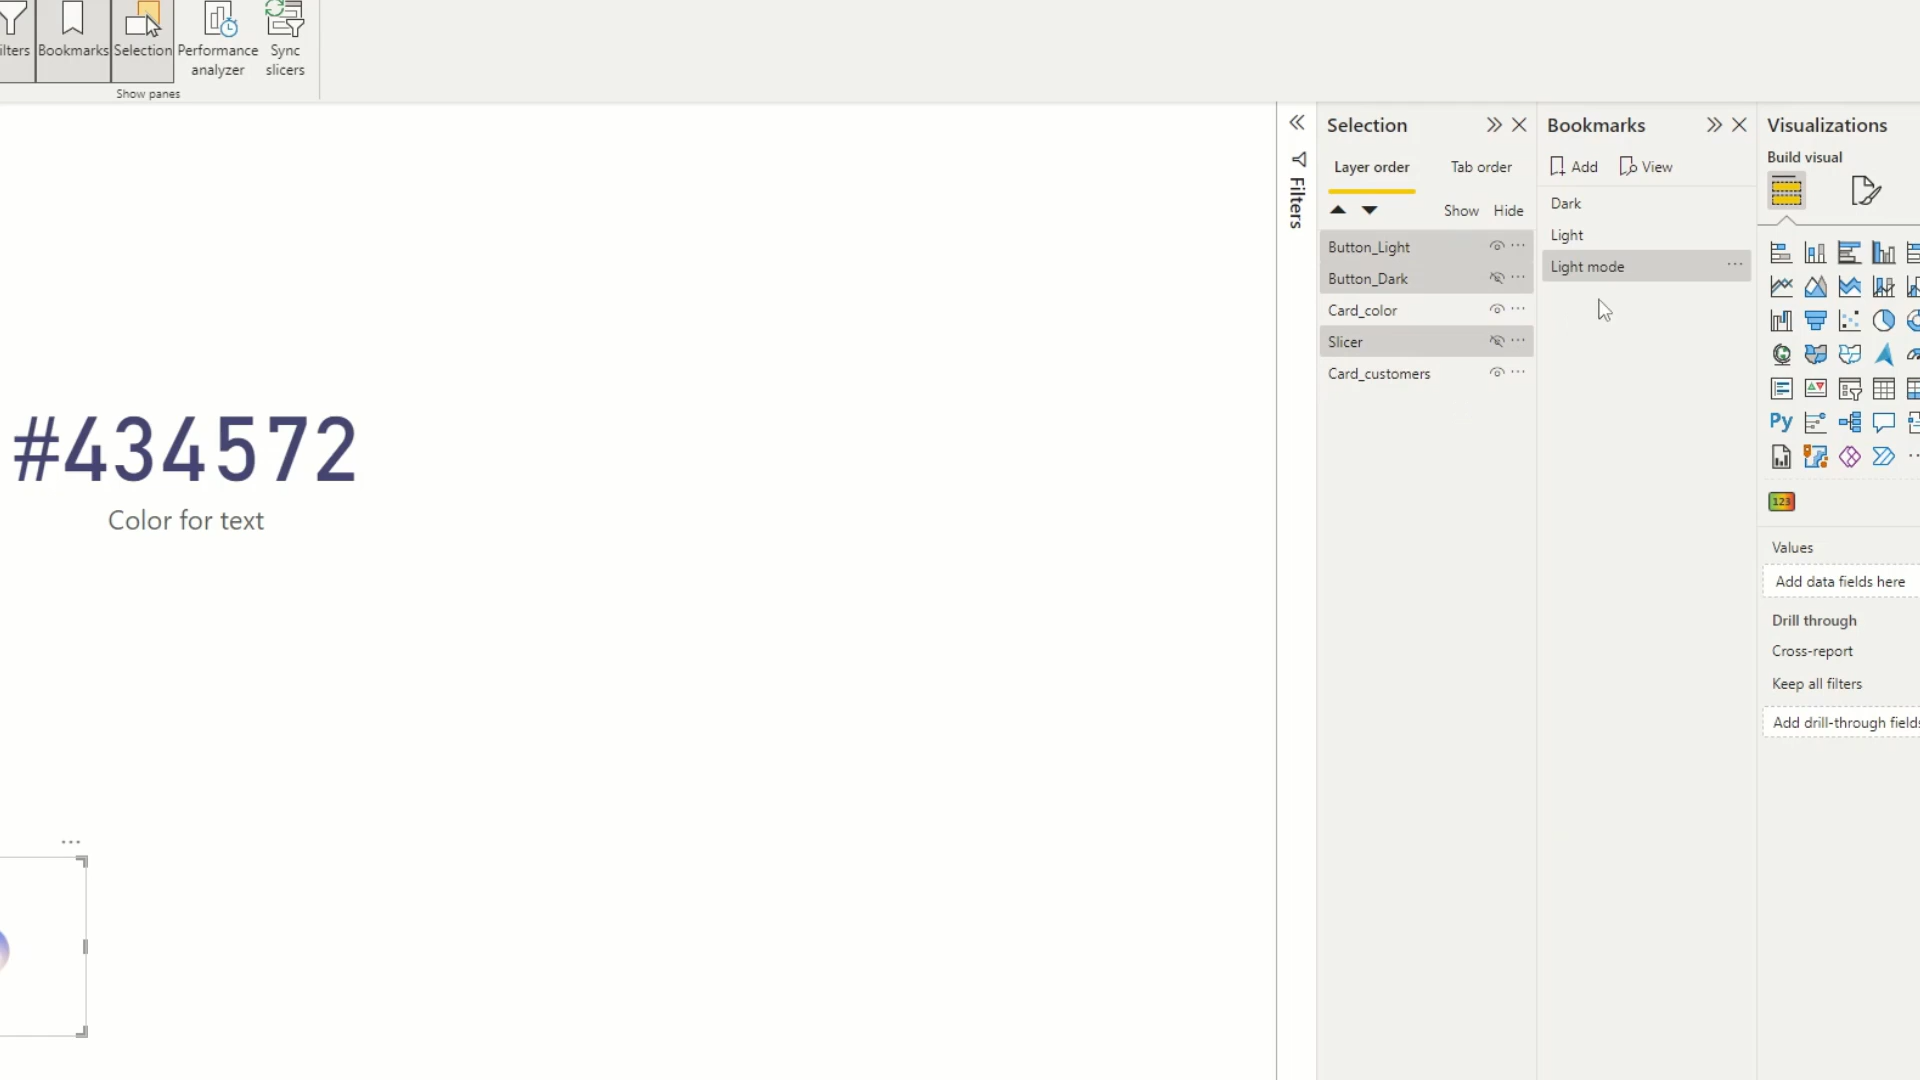 ilters
Bookmarks
Selection
Performance
analyzer
Sync
slicers
Show panes
#434572
Color for text
Filters
Selection
Layer order
Tab order
Show
Hide
Button_Light
Button_Dark
Card_color
Slicer
Card_customers
Bookmarks
Add
View
Dark
Light
Light mode
Visualizations
Build visual
Py
123
Values
Add data fields here
Drill through
Cross-report
Keep all filters
Add drill-through fields